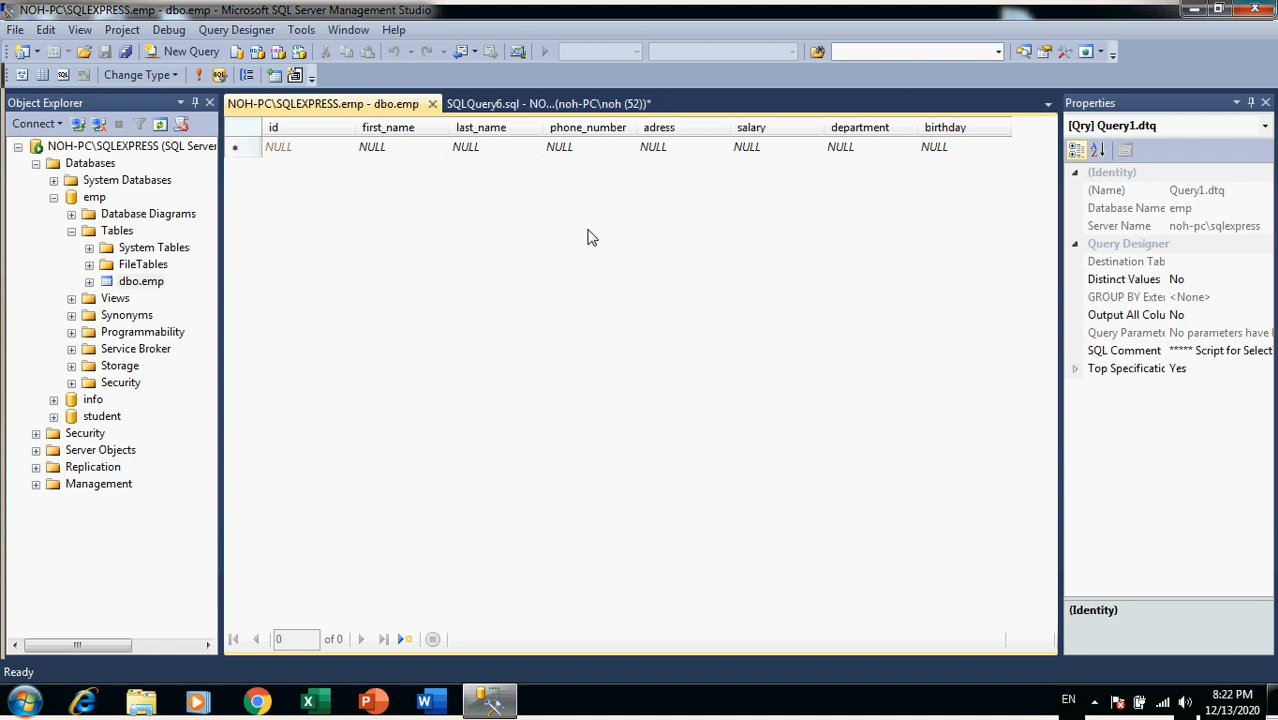 NOH-PC\SQLEXPRESS.emp - dbo.emp - Microsoft SQL Server Management Studio
File Edit View Project Debug Query Designer Tools Window Help
New Query
Change Type
Object Explorer
Connect
NOH-PC\SQLEXPRESS (SQL Server
Databases
System Databases
emp
Database Diagrams
Tables
System Tables
FileTables
dbo.emp
Views
Synonyms
Programmability
Service Broker
Storage
Security
info
student
Security
Server Objects
Replication
Management
NOH-PC\SQLEXPRESS.emp - dbo.emp SQLQuery6.sql - NO...(noh-PC\noh (52))*
id first_name last_name phone_number adress salary department birthday
NULL NULL NULL NULL NULL NULL NULL NULL
0 of 0
Properties
[Qry] Query1.dtq
(Identity)
(Name) Query1.dtq
Database Name emp
Server Name noh-pc\sqlexpress
Query Designer
Destination Tab
Distinct Values No
GROUP BY Exter <None>
Output All Colu No
Query Paramete No parameters have l
SQL Comment ***** Script for Select
Top Specificatic Yes
(Identity)
Ready
EN
8:22 PM
12/13/2020